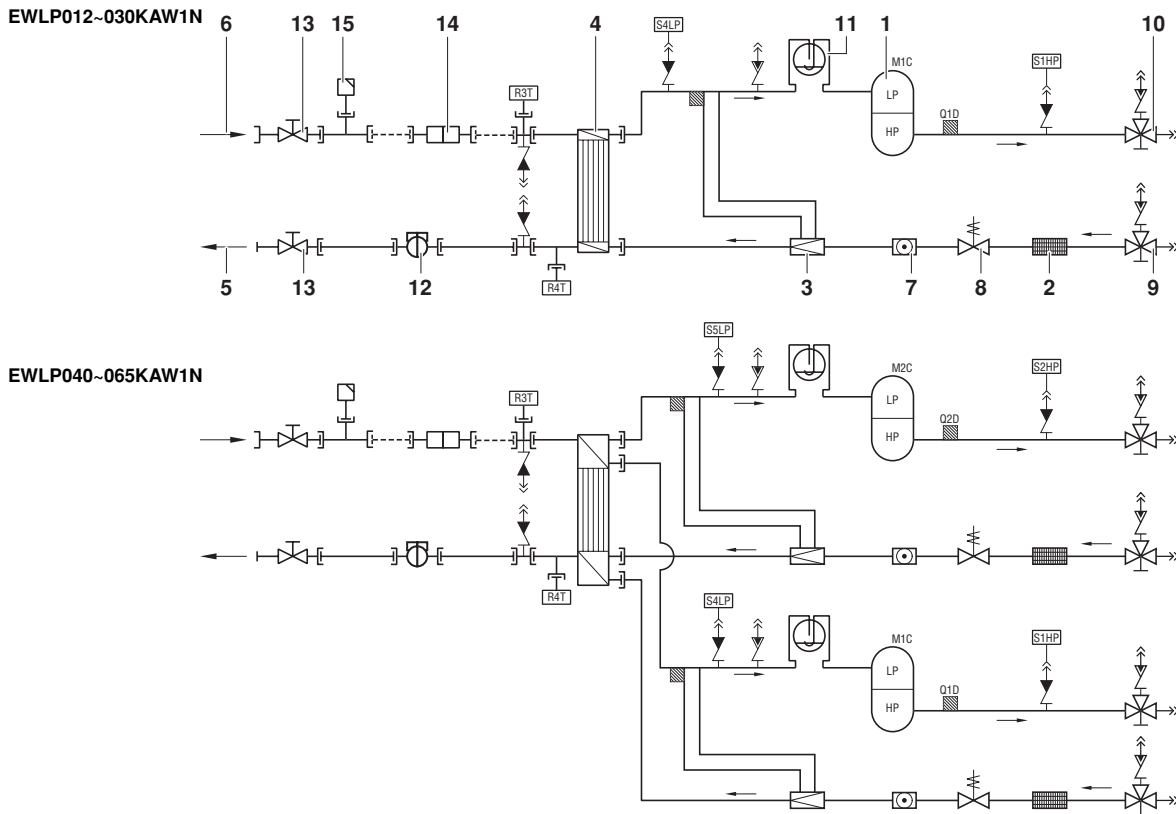 EWLP012~030KAW1N
6 13 15 14 4 S4LP 11 1 M1C S1HP 10
R3T
LP
Q1D
HP
5 13 12 R4T 3 7 8 2 9
EWLP040~065KAW1N
S5LP M2C S2HP
R3T
LP
Q2D
HP
R4T
S4LP M1C S1HP
LP
Q1D
HP